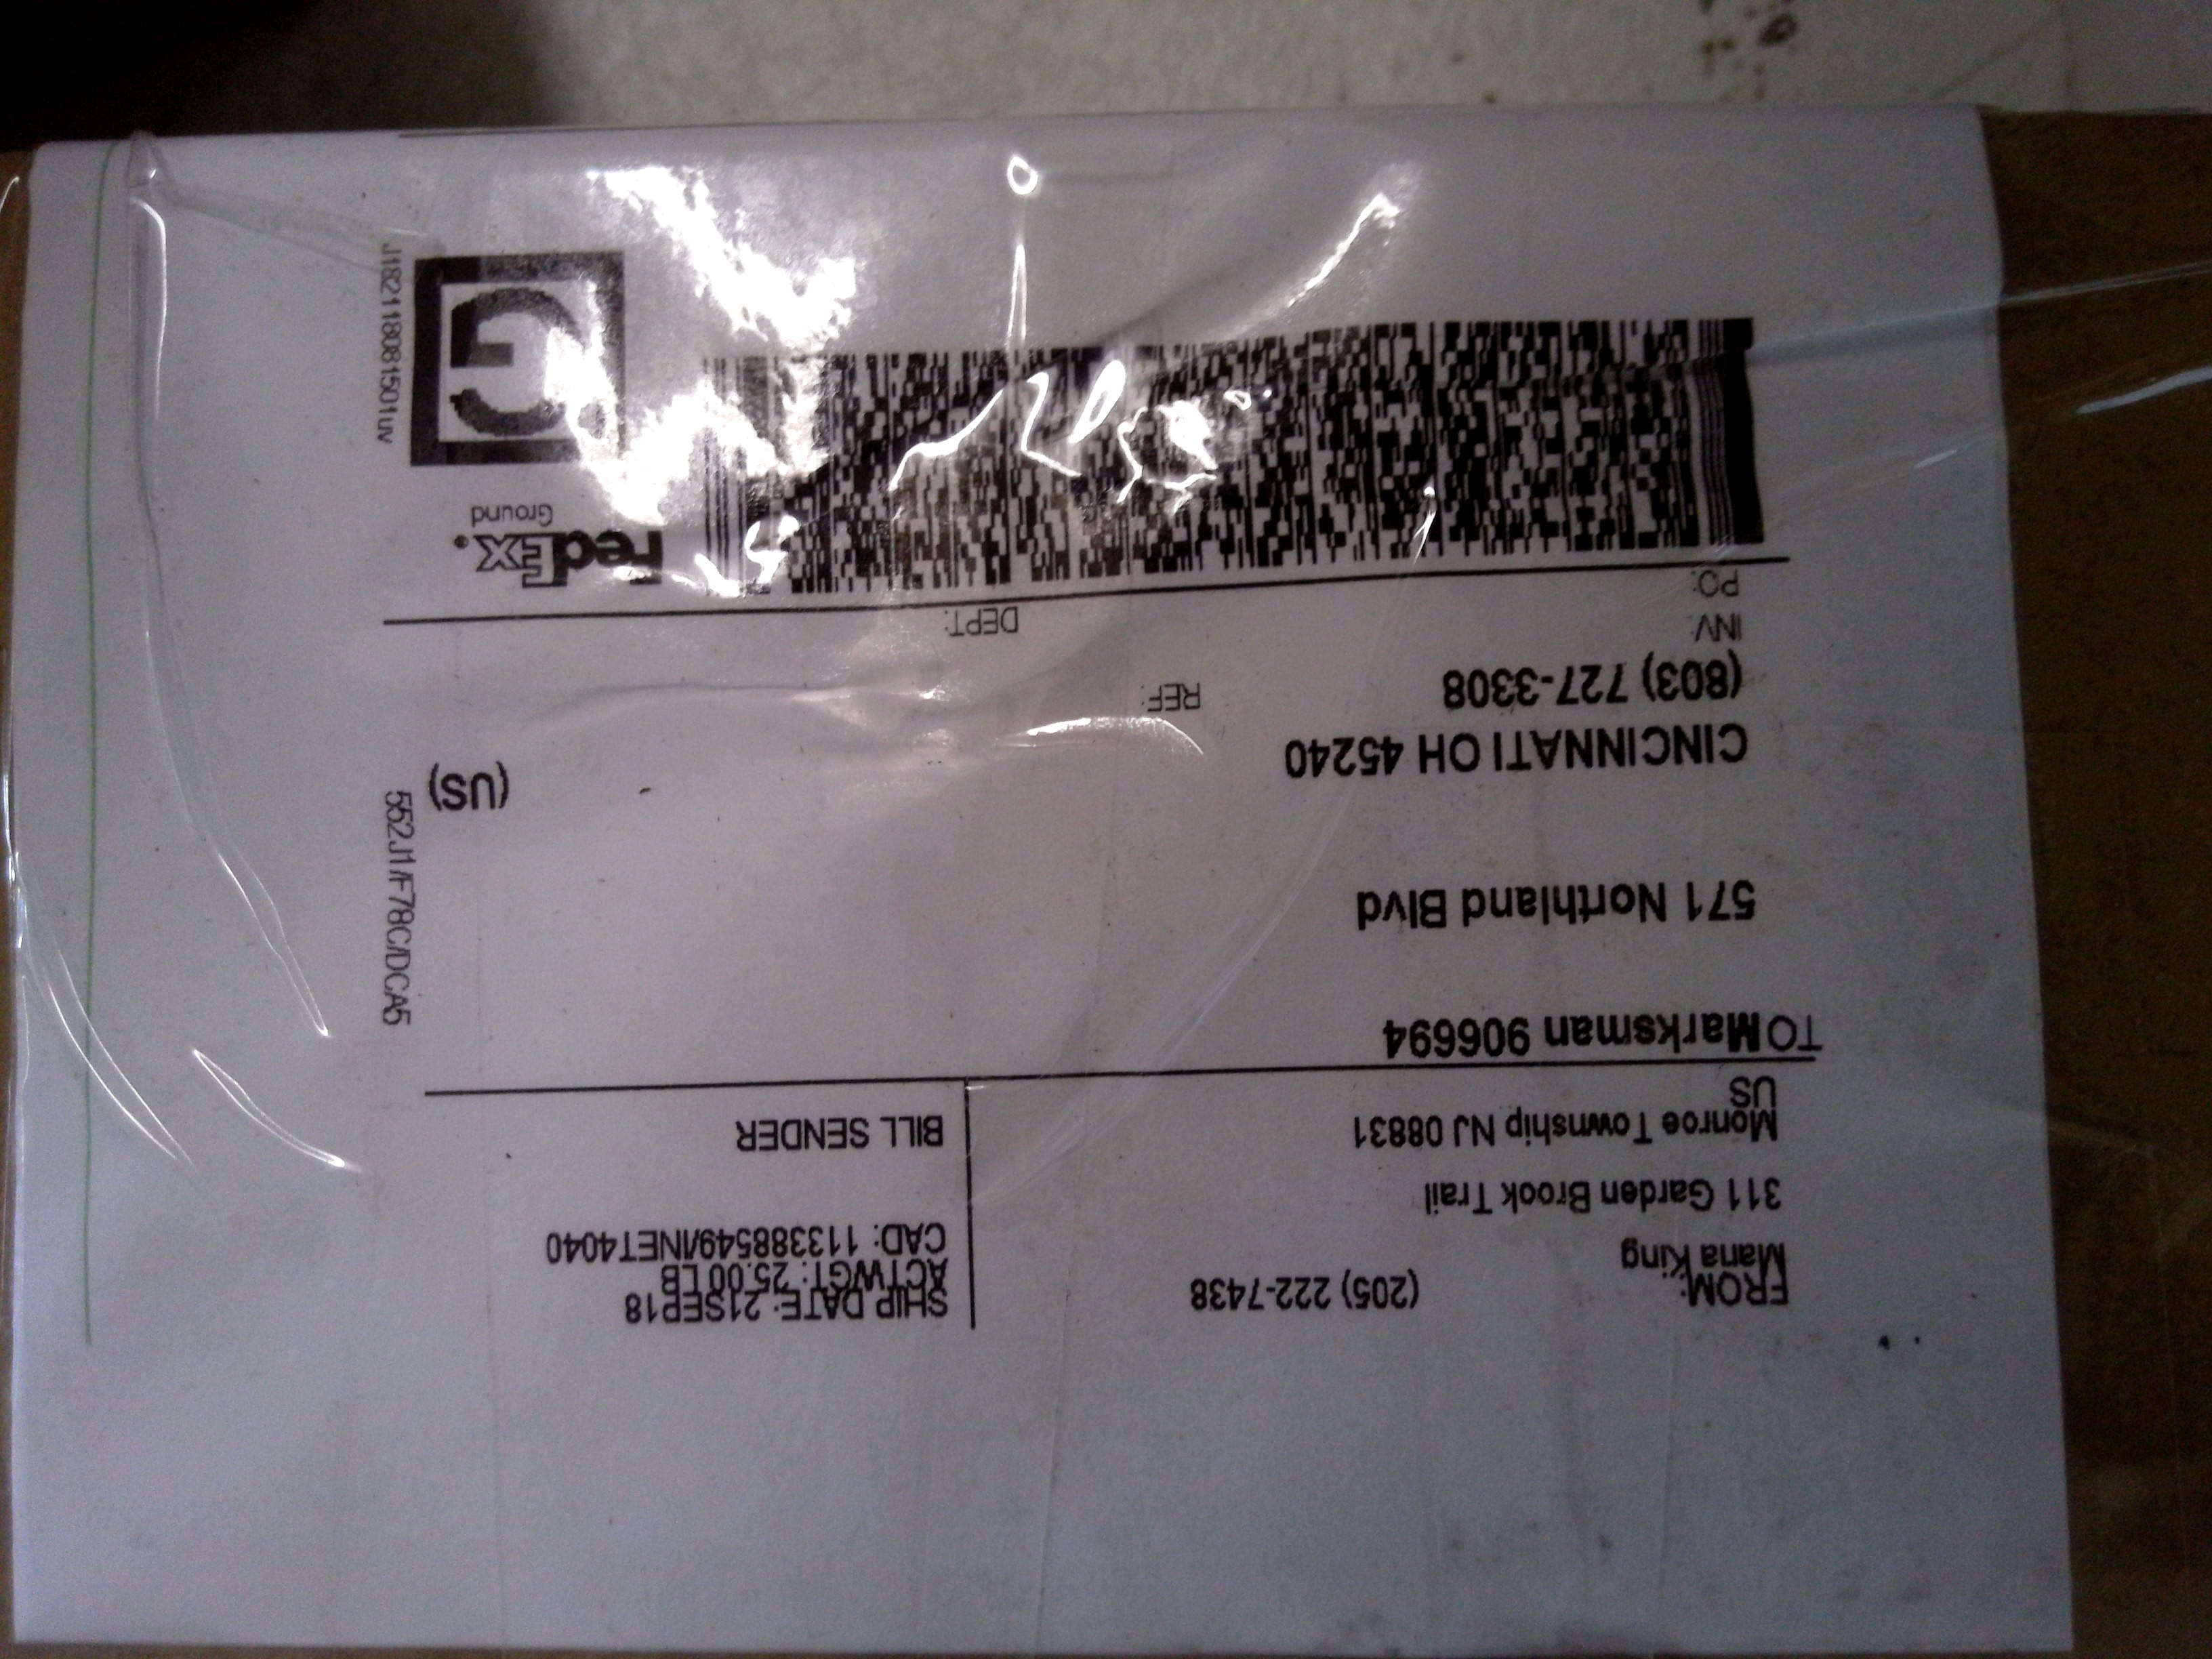 FROM: (205) 222-7438
Maria King
311 Garden Brook Trail
Monroe Township NJ 08831
US
SHIP DATE: 21SEP18
ACTWGT: 25.00 LB
CAD: 113388549/INET4040
BILL SENDER
TO Marksman 906694
571 Northland Blvd
CINCINNATI OH 45240
(US)
(803) 727-3308
REF:
INV:
PO:
DEPT:
FedEx.
Ground
G
552J1/F78C/DCA5
J182118081501uv